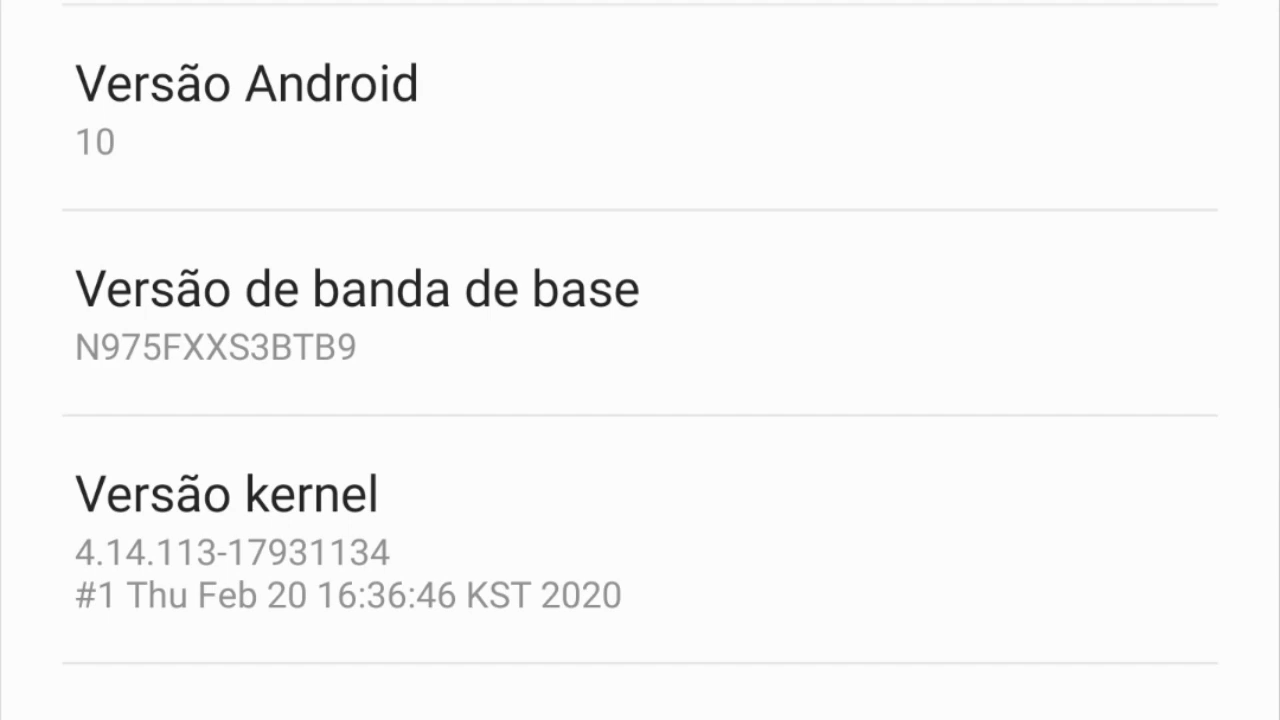 Versão Android
10
Versão de banda de base
N975FXXS3BTB9
Versão kernel
4.14.113-17931134
#1 Thu Feb 20 16:36:46 KST 2020